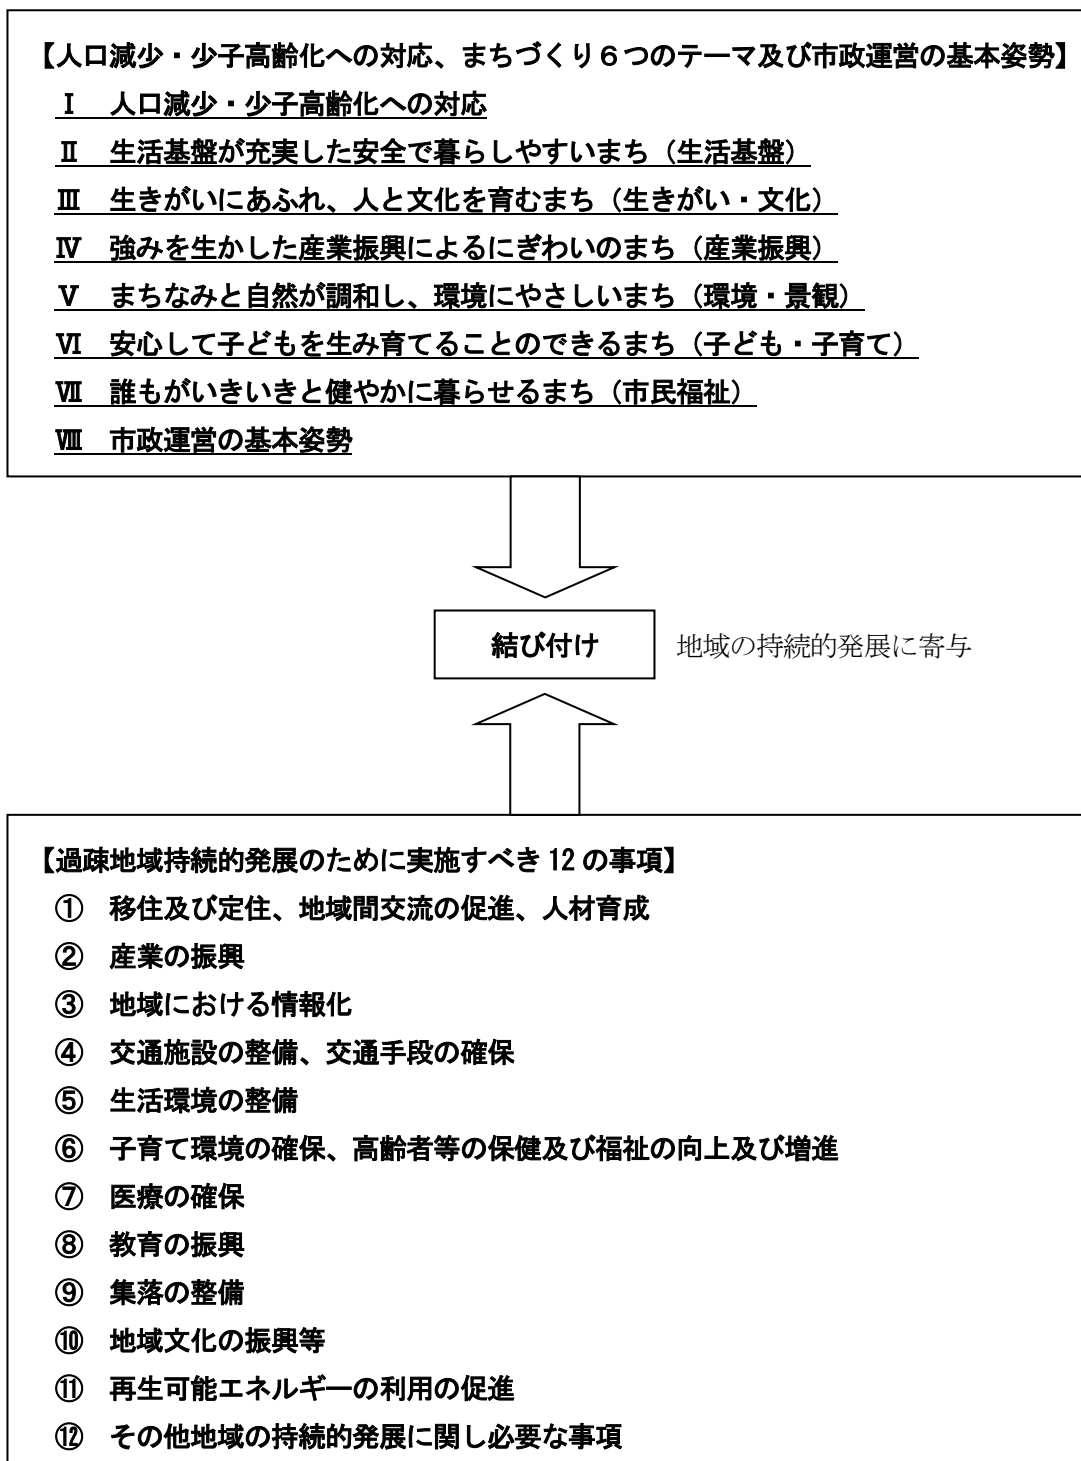 【人口減少・少子高齢化への対応、まちづくり６つのテーマ及び市政運営の基本姿勢】
Ⅰ　人口減少・少子高齢化への対応
Ⅱ　生活基盤が充実した安全で暮らしやすいまち（生活基盤）
Ⅲ　生きがいにあふれ、人と文化を育むまち（生きがい・文化）
Ⅳ　強みを生かした産業振興によるにぎわいのまち（産業振興）
Ⅴ　まちなみと自然が調和し、環境にやさしいまち（環境・景観）
Ⅵ　安心して子どもを生み育てることのできるまち（子ども・子育て）
Ⅶ　誰もがいきいきと健やかに暮らせるまち（市民福祉）
Ⅷ　市政運営の基本姿勢
結び付け　地域の持続的発展に寄与
【過疎地域持続的発展のために実施すべき 12 の事項】
①　移住及び定住、地域間交流の促進、人材育成
②　産業の振興
③　地域における情報化
④　交通施設の整備、交通手段の確保
⑤　生活環境の整備
⑥　子育て環境の確保、高齢者等の保健及び福祉の向上及び増進
⑦　医療の確保
⑧　教育の振興
⑨　集落の整備
⑩　地域文化の振興等
⑪　再生可能エネルギーの利用の促進
⑫　その他地域の持続的発展に関し必要な事項